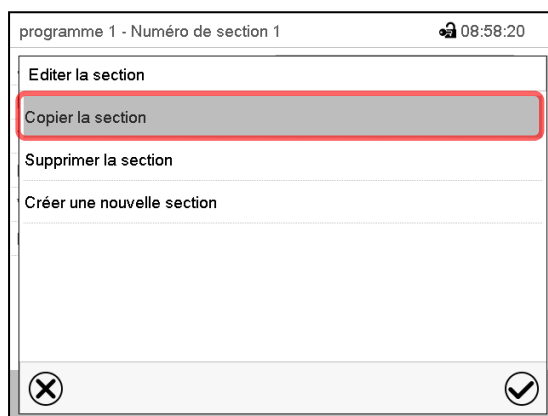 programme 1 - Numéro de section 1 08:58:20
Editer la section
Copier la section
Supprimer la section
Créer une nouvelle section